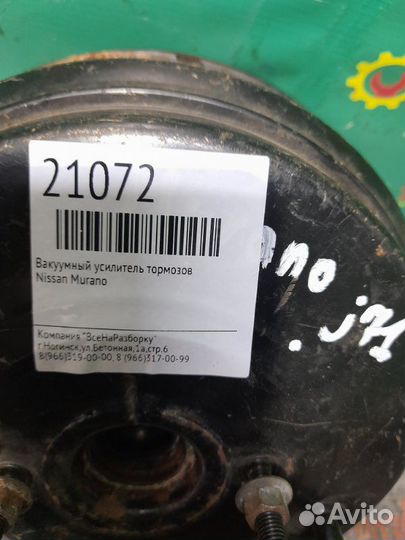 21072
Вакуумный усилитель тормозов
Nissan Murano
Компания "ВсеНаРазборку"
г.Ногинск,ул.Бетонная,1а,стр.6
8(966)319-00-00, 8 (966)317-00-99
Avito